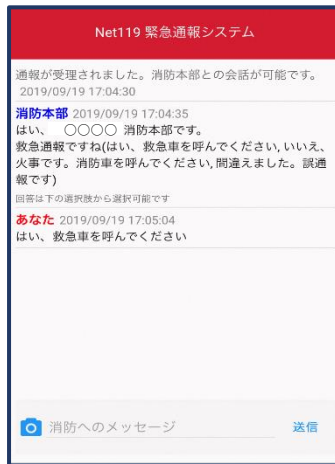 Net119 緊急通報システム
通報が受理されました。消防本部との会話が可能です。
2019/09/19 17:04:30
消防本部 2019/09/19 17:04:35
はい、 〇〇〇〇 消防本部です。
救急通報ですね(はい、救急車を呼んでください, いいえ、
火事です。消防車を呼んでください, 間違えました。誤通
報です)
回答は下の選択肢から選択可能です
あなた 2019/09/19 17:05:04
はい、救急車を呼んでください
消防へのメッセージ 送信